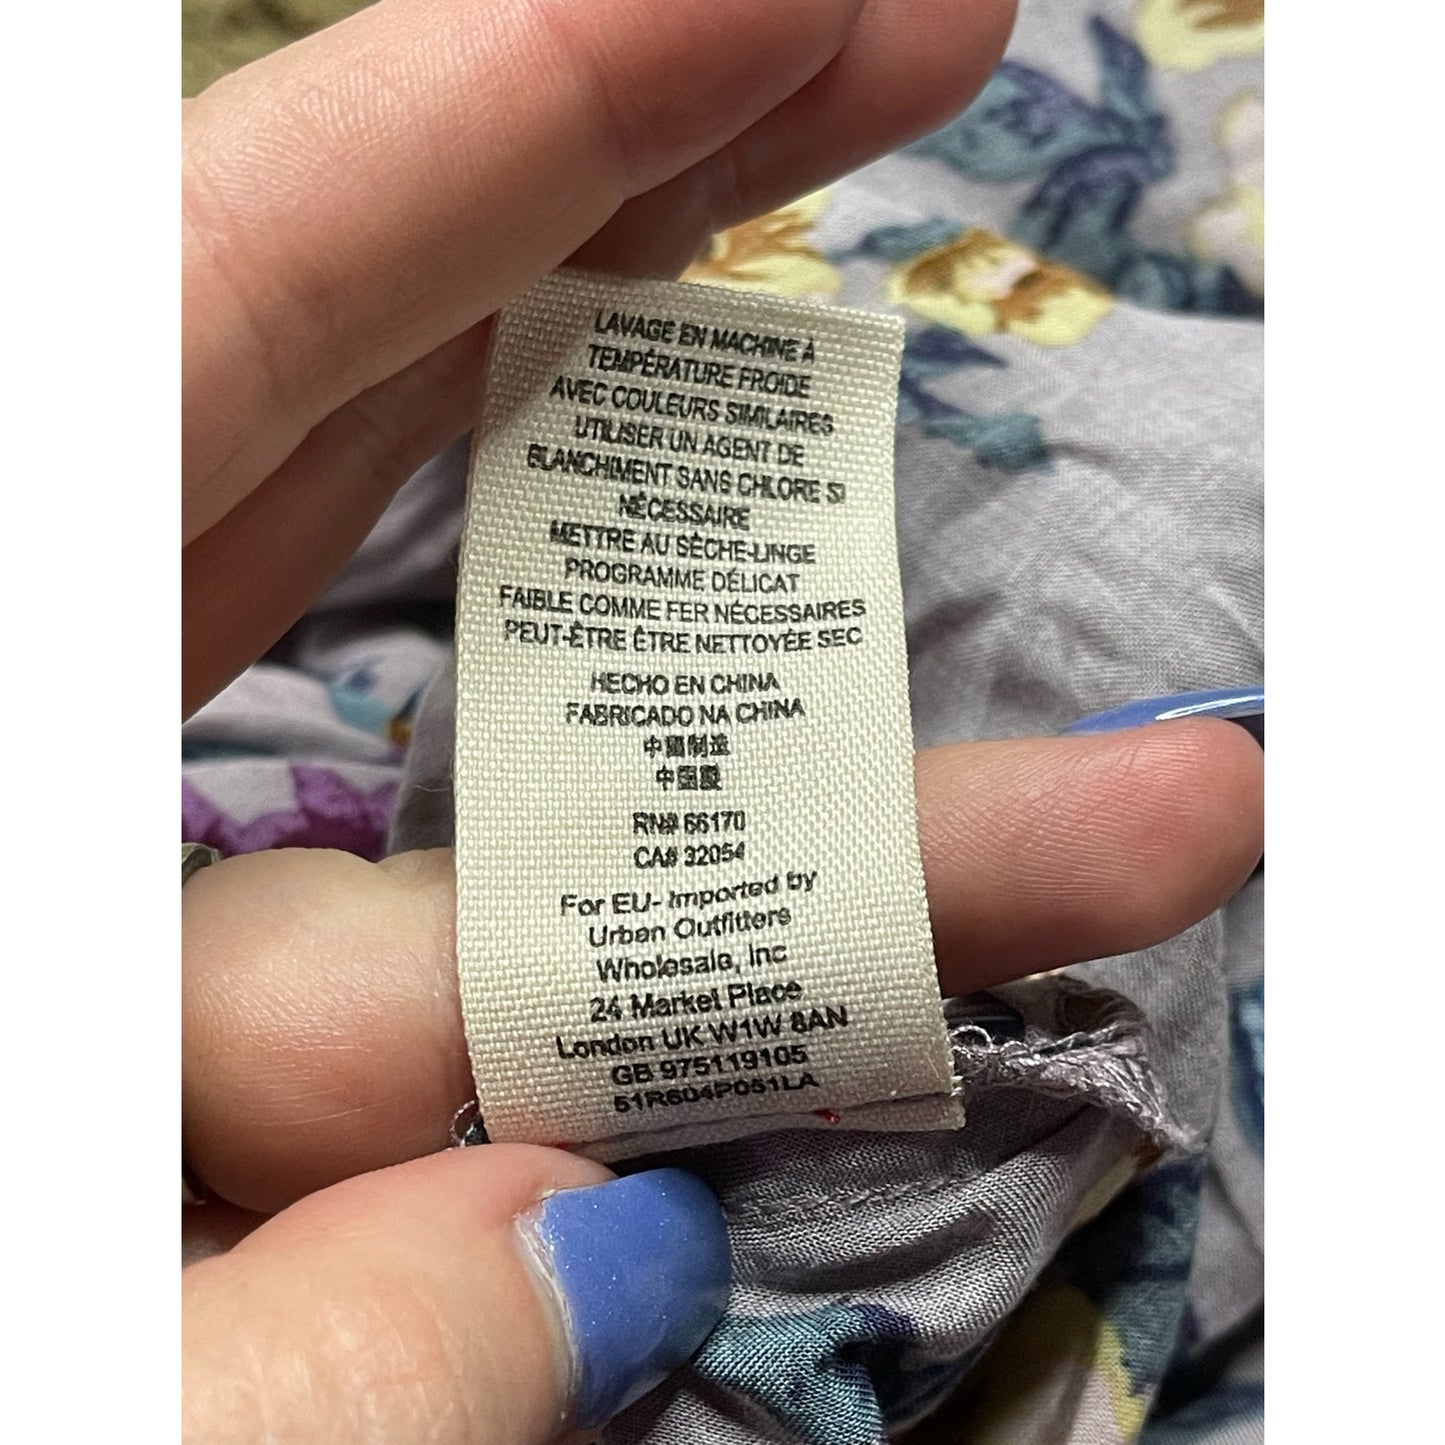 LAVAGE EN MACHINE À
TEMPÉRATURE FROIDE
AVEC COULEURS SIMILAIRES
UTILISER UN AGENT DE
BLANCHIMENT SANS CHLORE SI
NÉCESSAIRE
METTRE AU SÈCHE-LINGE
PROGRAMME DÉLICAT
FAIBLE COMME FER NÉCESSAIRES
PEUT-ÊTRE ÊTRE NETTOYÉE SEC
HECHO EN CHINA
FABRICADO NA CHINA
中國制造
中国製
RN# 66170
CA# 32054
For EU- Imported by
Urban Outfitters
Wholesale, Inc
24 Market Place
London UK W1W 8AN
GB 975119105
51R604P051LA